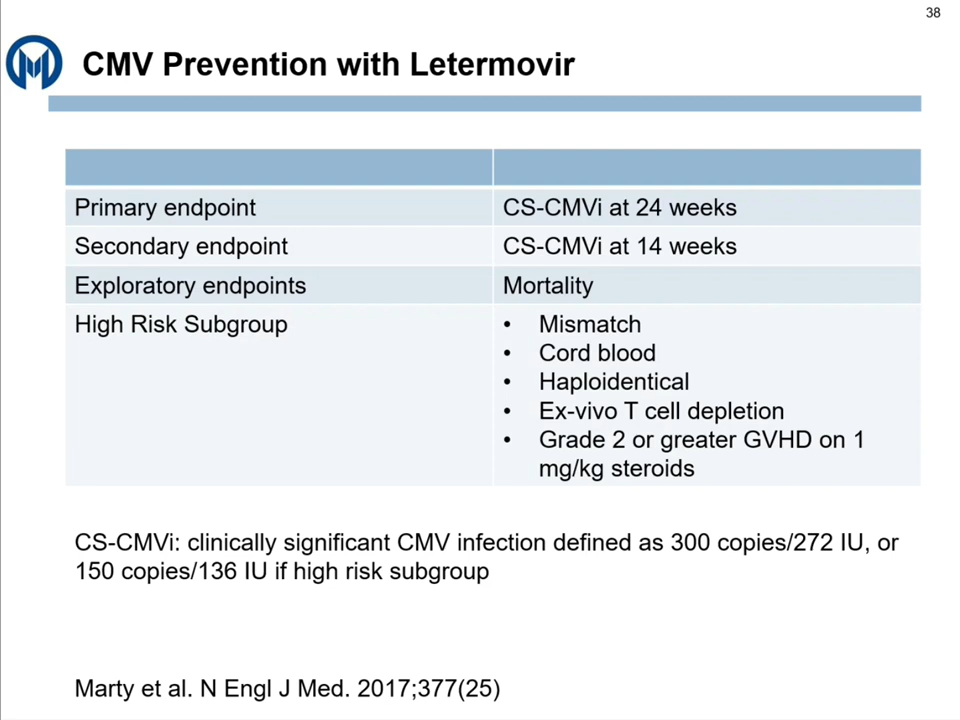 38
CMV Prevention with Letermovir
Primary endpoint
CS-CMVi at 24 weeks
Secondary endpoint
CS-CMVi at 14 weeks
Exploratory endpoints
Mortality
High Risk Subgroup
• Mismatch
• Cord blood
• Haploidentical
• Ex-vivo T cell depletion
• Grade 2 or greater GVHD on 1
mg/kg steroids
CS-CMVi: clinically significant CMV infection defined as 300 copies/272 IU, or
150 copies/136 IU if high risk subgroup
Marty et al. N Engl J Med. 2017;377(25)